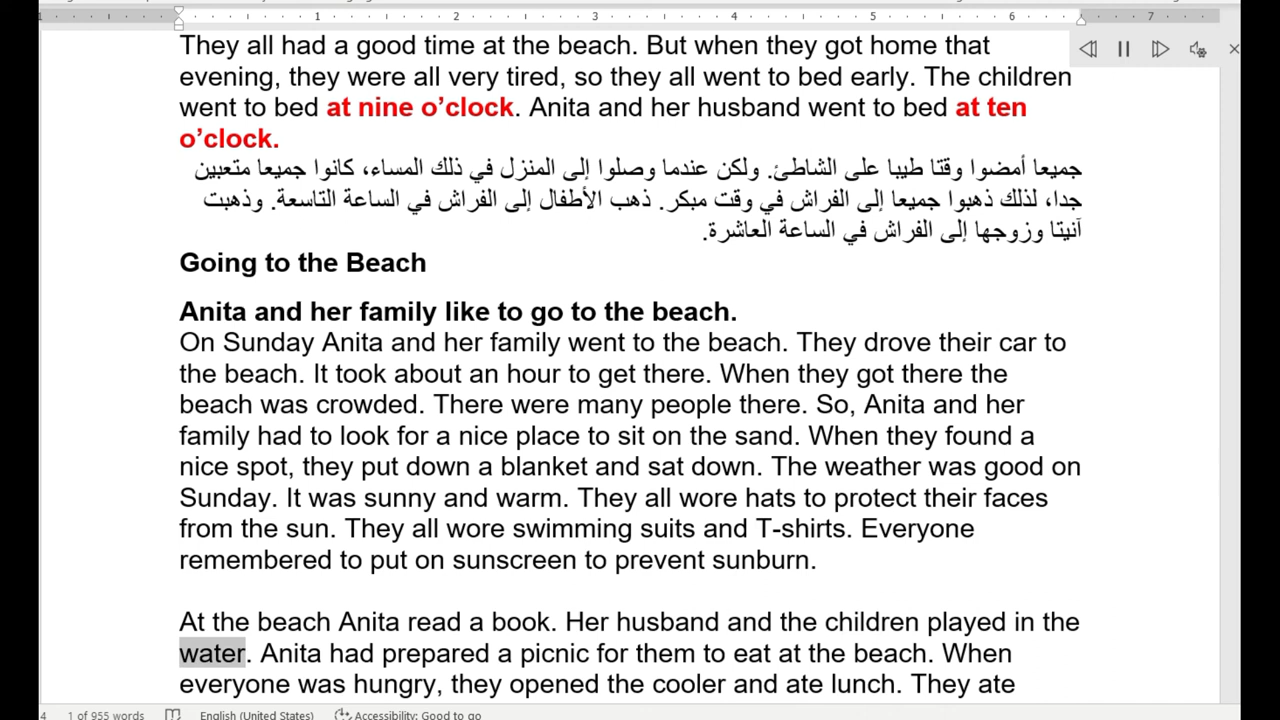 1 2 3 4 5 6 7
They all had a good time at the beach. But when they got home that
evening, they were all very tired, so they all went to bed early. The children
went to bed at nine o’clock. Anita and her husband went to bed at ten
o’clock.
جميعا أمضوا وقتا طيبا على الشاطئ. ولكن عندما وصلوا إلى المنزل في ذلك المساء، كانوا جميعا متعبين
جدا، لذلك ذهبوا جميعا إلى الفراش في وقت مبكر. ذهب الأطفال إلى الفراش في الساعة التاسعة. وذهبت
آنيتا وزوجها إلى الفراش في الساعة العاشرة.
Going to the Beach
Anita and her family like to go to the beach.
On Sunday Anita and her family went to the beach. They drove their car to
the beach. It took about an hour to get there. When they got there the
beach was crowded. There were many people there. So, Anita and her
family had to look for a nice place to sit on the sand. When they found a
nice spot, they put down a blanket and sat down. The weather was good on
Sunday. It was sunny and warm. They all wore hats to protect their faces
from the sun. They all wore swimming suits and T-shirts. Everyone
remembered to put on sunscreen to prevent sunburn.
At the beach Anita read a book. Her husband and the children played in the
water. Anita had prepared a picnic for them to eat at the beach. When
everyone was hungry, they opened the cooler and ate lunch. They ate
4 1 of 955 words English (United States) Accessibility: Good to go